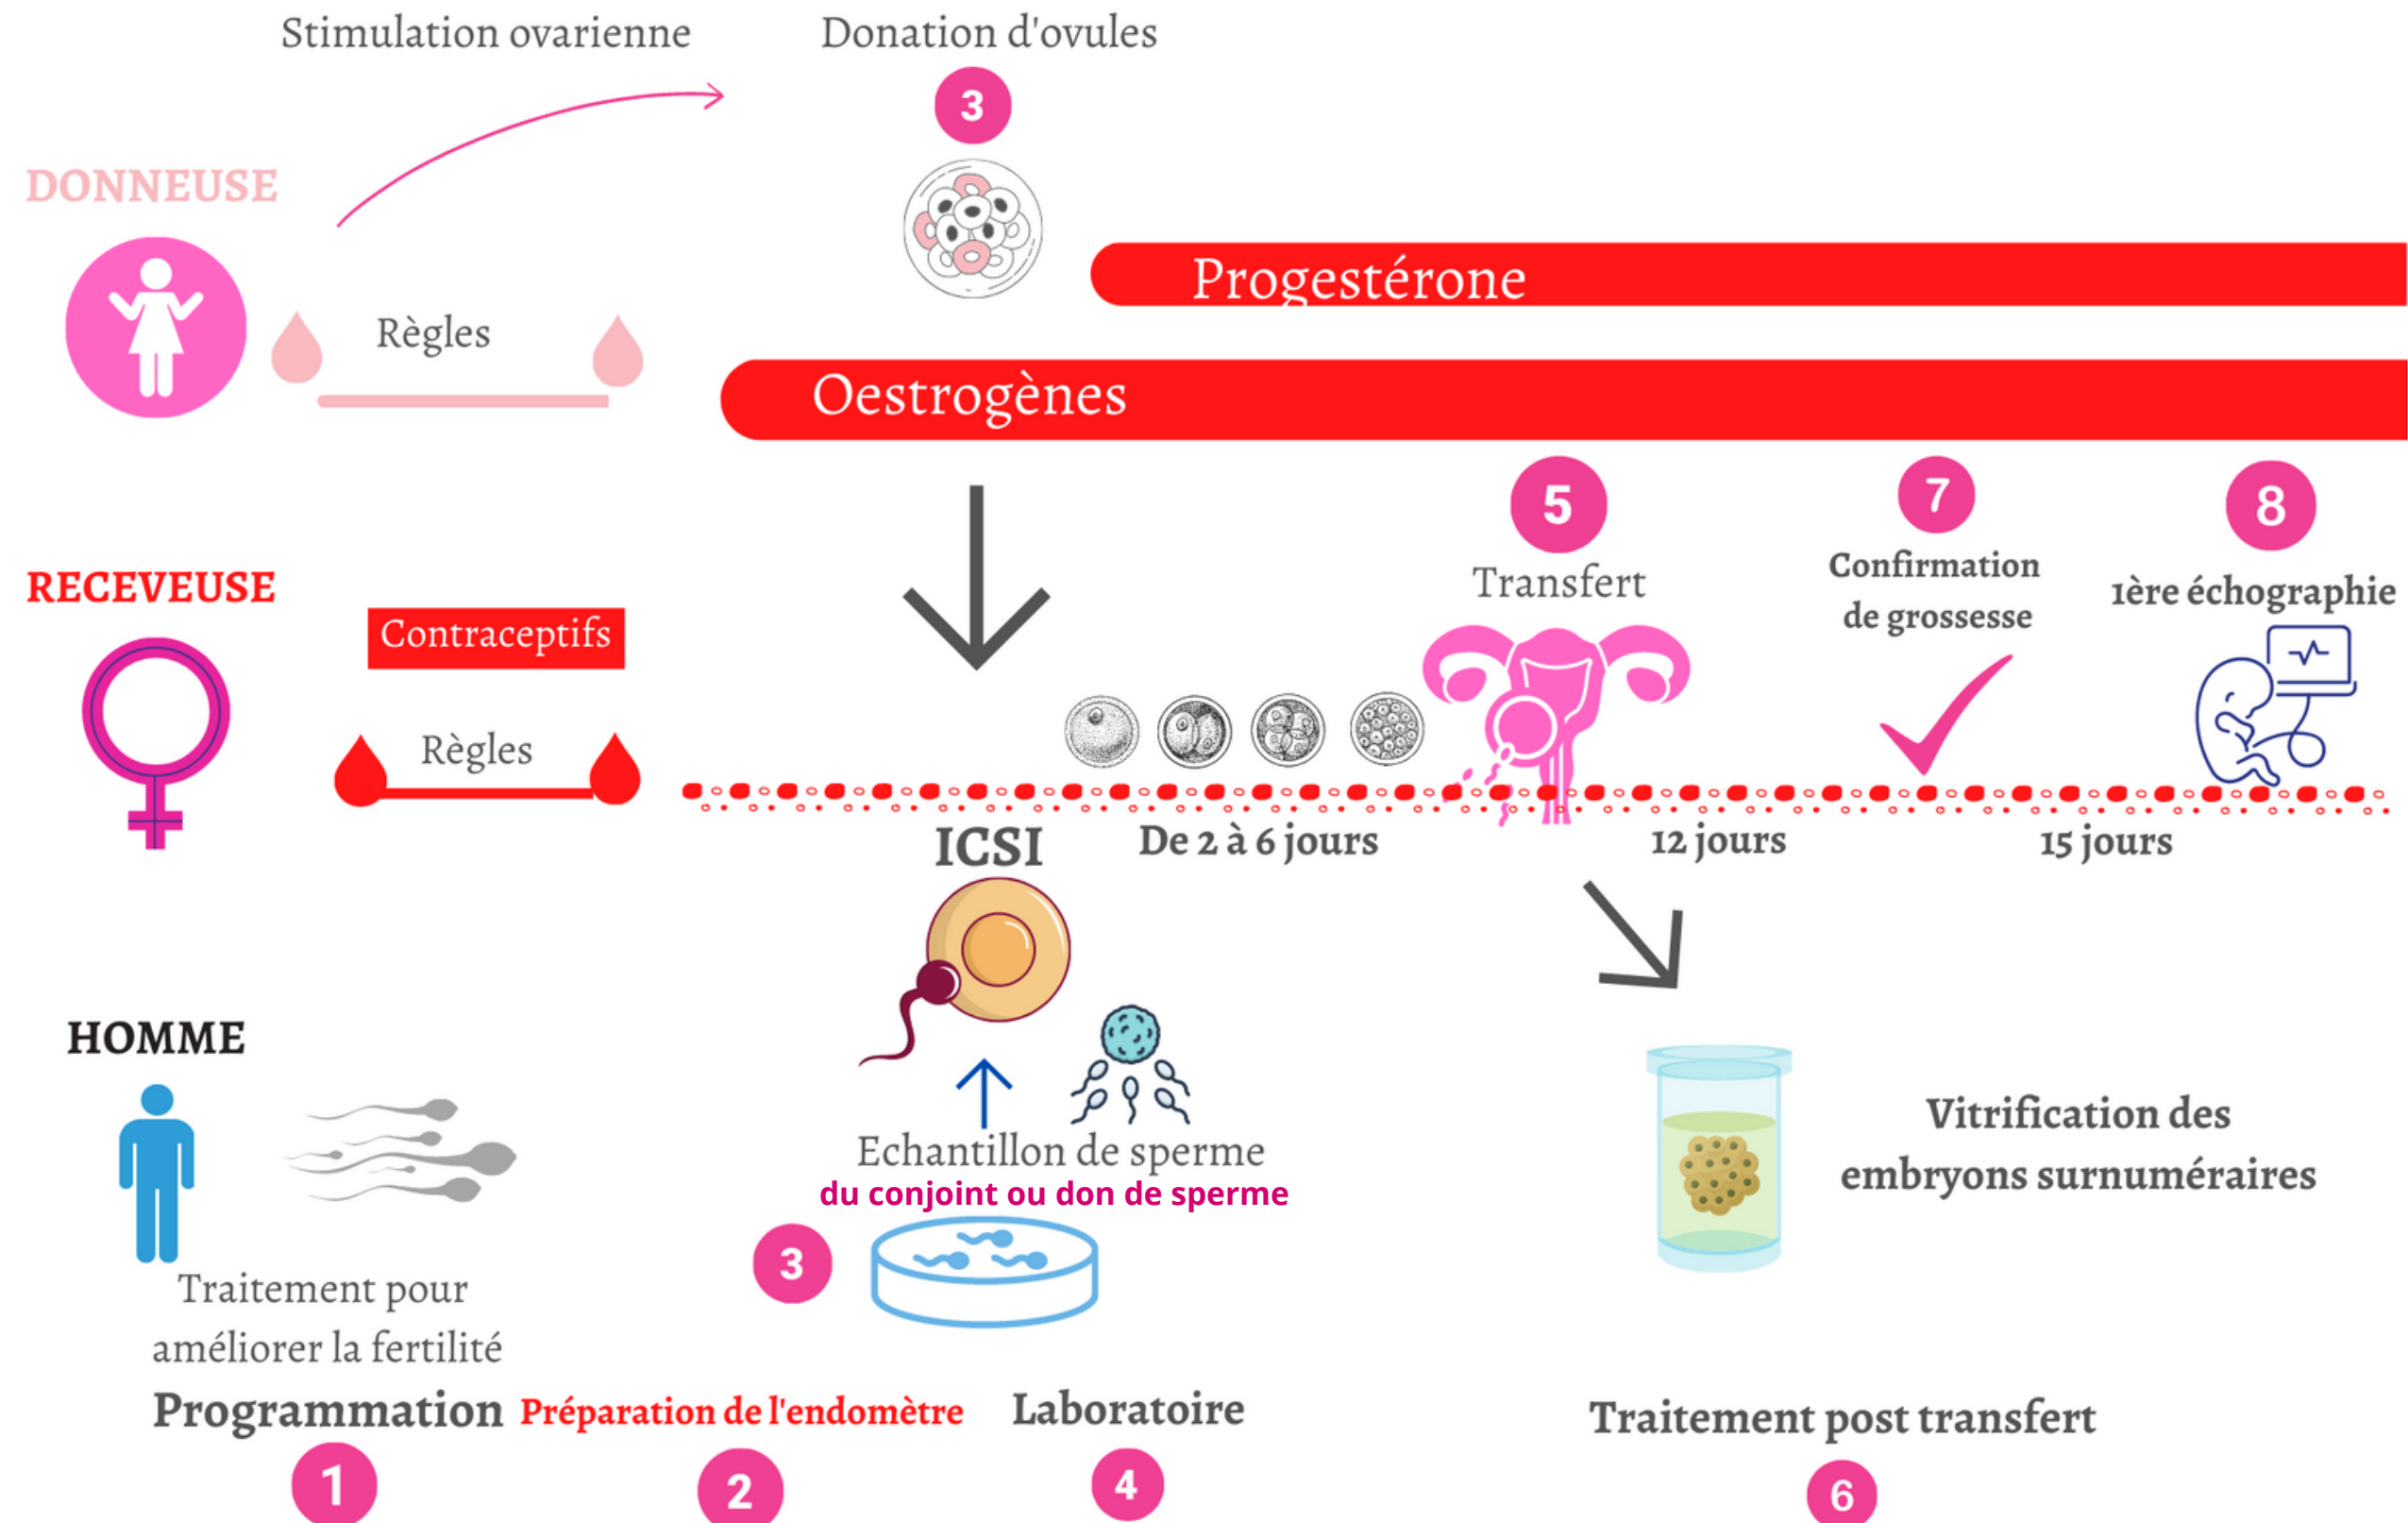 Stimulation ovarienne
Donation d'ovules
3
DONNEUSE
Règles
Progestérone
Oestrogènes
5
Transfert
7
Confirmation
de grossesse
8
1ère échographie
RECEVEUSE
Contraceptifs
Règles
ICSI
De 2 à 6 jours
12 jours
15 jours
HOMME
Echantillon de sperme
du conjoint ou don de sperme
3
Vitrification des
embryons surnuméraires
Traitement pour
améliorer la fertilité
Programmation
1
Préparation de l'endomètre
2
Laboratoire
4
Traitement post transfert
6